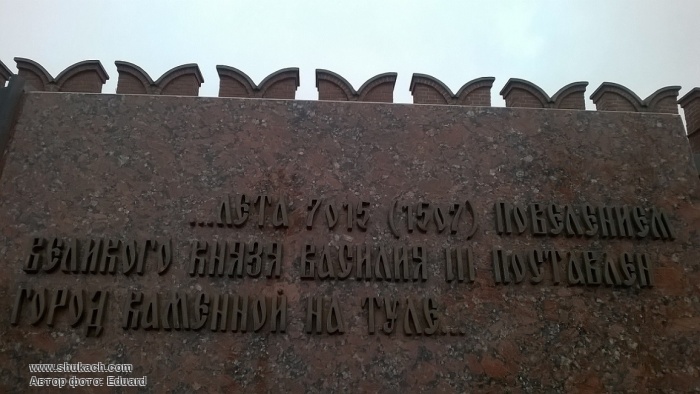 ...ЛЕТА 7015 (1507) ПОВЕЛЕНИЕМ
ВЕЛИКОГО КНЯЗЯ ВАСИЛИЯ III ПОСТАВЛЕН
ГОРОД КАМЕННОЙ НА ТУЛЕ...
www.shukach.com
Автор фото: Eduard